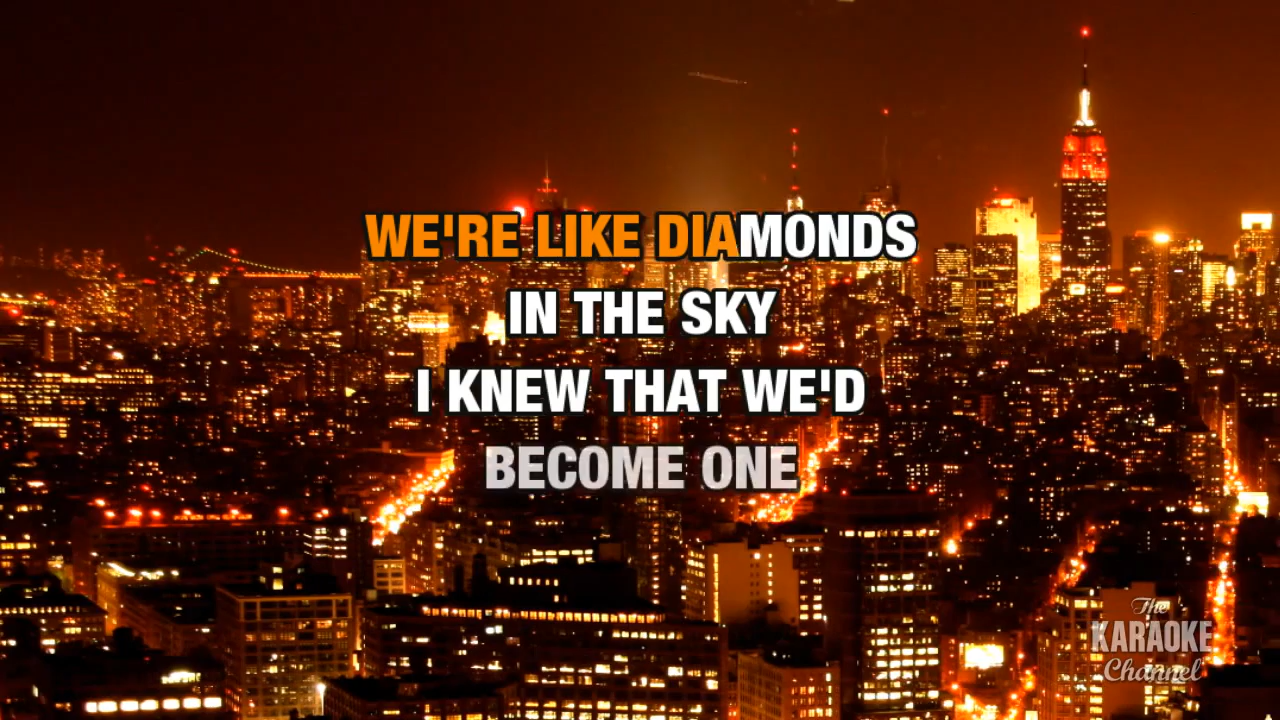 WE'RE LIKE DIAMONDS
IN THE SKY
I KNEW THAT WE'D
BECOME ONE
The
KARAOKE
Channel